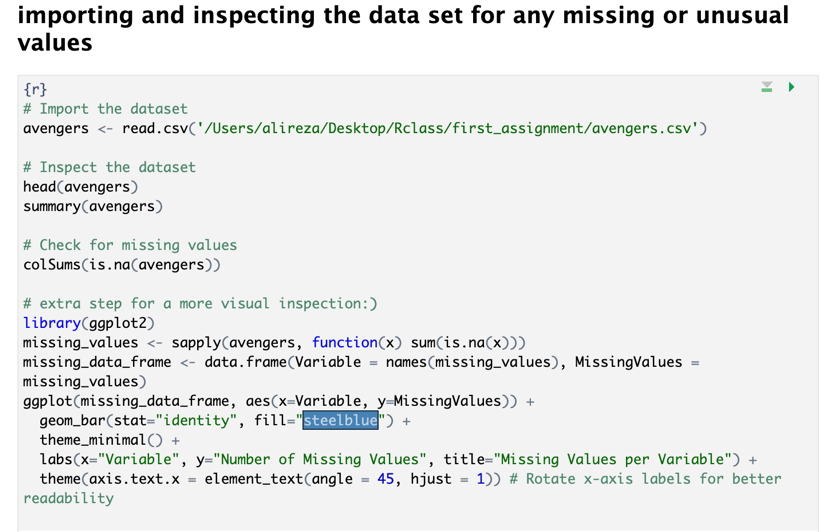 importing and inspecting the data set for any missing or unusual
values
{r}
# Import the dataset
avengers <- read.csv('/Users/alireza/Desktop/Rclass/first_assignment/avengers.csv')
# Inspect the dataset
head(avengers)
summary(avengers)
# Check for missing values
colSums(is.na(avengers))
# extra step for a more visual inspection:)
library(ggplot2)
missing_values <- sapply(avengers, function(x) sum(is.na(x)))
missing_data_frame <- data.frame(Variable = names(missing_values), MissingValues =
missing_values)
ggplot(missing_data_frame, aes(x=Variable, y=MissingValues)) +
  geom_bar(stat="identity", fill="steelblue") +
  theme_minimal() +
  labs(x="Variable", y="Number of Missing Values", title="Missing Values per Variable") +
  theme(axis.text.x = element_text(angle = 45, hjust = 1)) # Rotate x-axis labels for better
readability